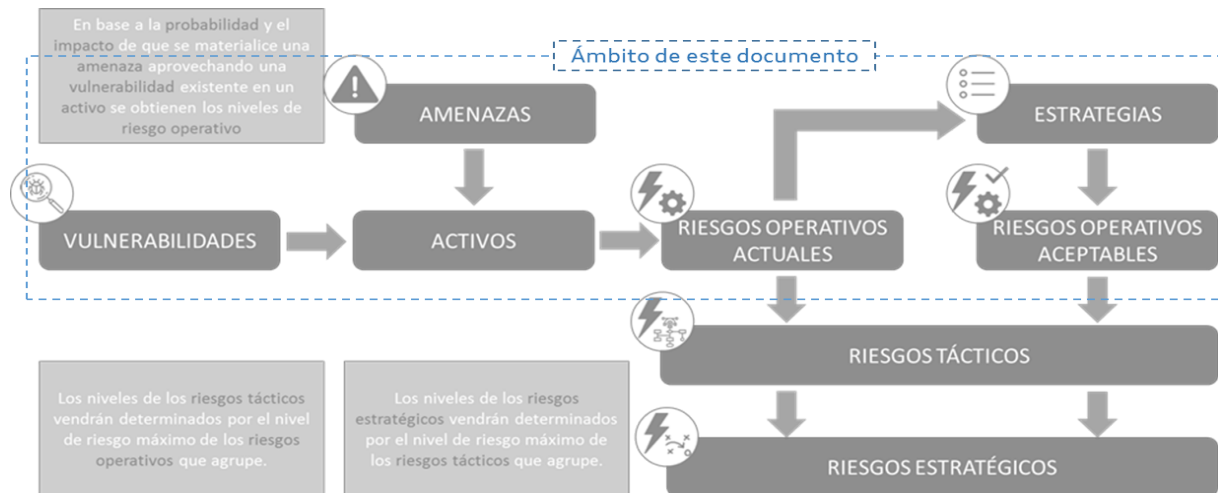 En base a la probabilidad y el
impacto de que se materialice una
amenaza aprovechando una
vulnerabilidad existente en un
activo se obtienen los niveles de
riesgo operativo
Ámbito de este documento
AMENAZAS
ESTRATEGIAS
VULNERABILIDADES
ACTIVOS
RIESGOS OPERATIVOS
ACTUALES
RIESGOS OPERATIVOS
ACEPTABLES
RIESGOS TÁCTICOS
Los niveles de los riesgos tácticos
vendrán determinados por el nivel
de riesgo máximo de los riesgos
operativos que agrupe.
Los niveles de los riesgos
estratégicos vendrán determinados
por el nivel de riesgo máximo de
los riesgos tácticos que agrupe.
RIESGOS ESTRATÉGICOS